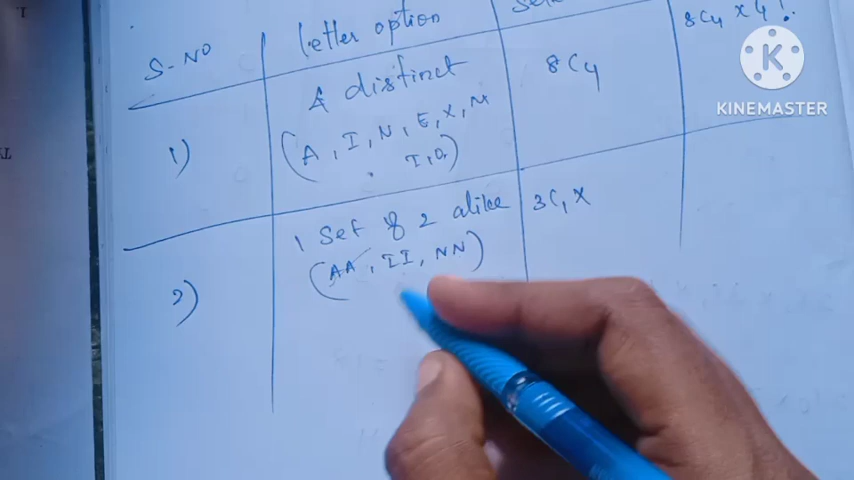 S-NO letter option
8C4 x 4!
1) 4 distinct 8C4
(A, I, N, E, X, M
T, O,)
2) 1 Set of 2 alike 3C1 X
(AA, II, NN)
K
KINEMASTER